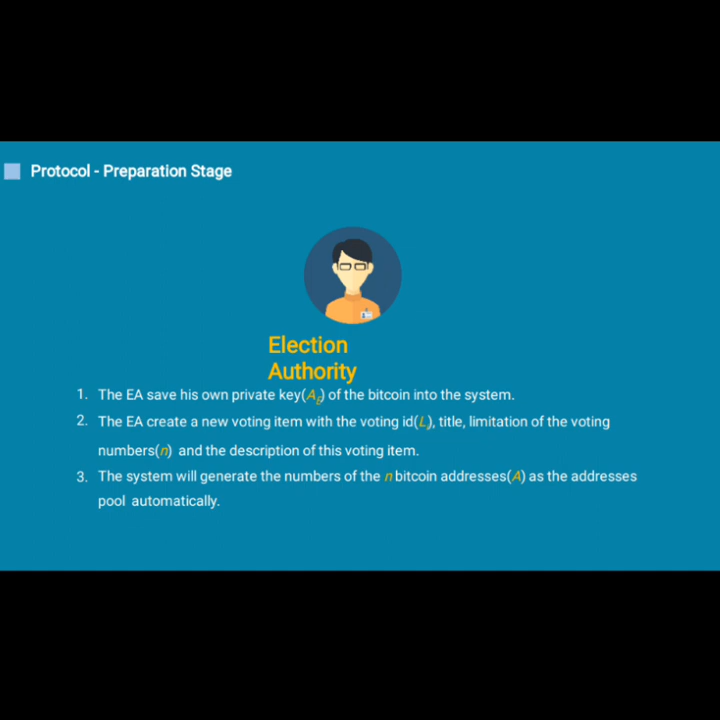 Protocol - Preparation Stage
Election
Authority
1. The EA save his own private key(A) of the bitcoin into the system.
2. The EA create a new voting item with the voting id(L), title, limitation of the voting
numbers(n) and the description of this voting item.
3. The system will generate the numbers of the n bitcoin addresses(A) as the addresses
pool automatically.